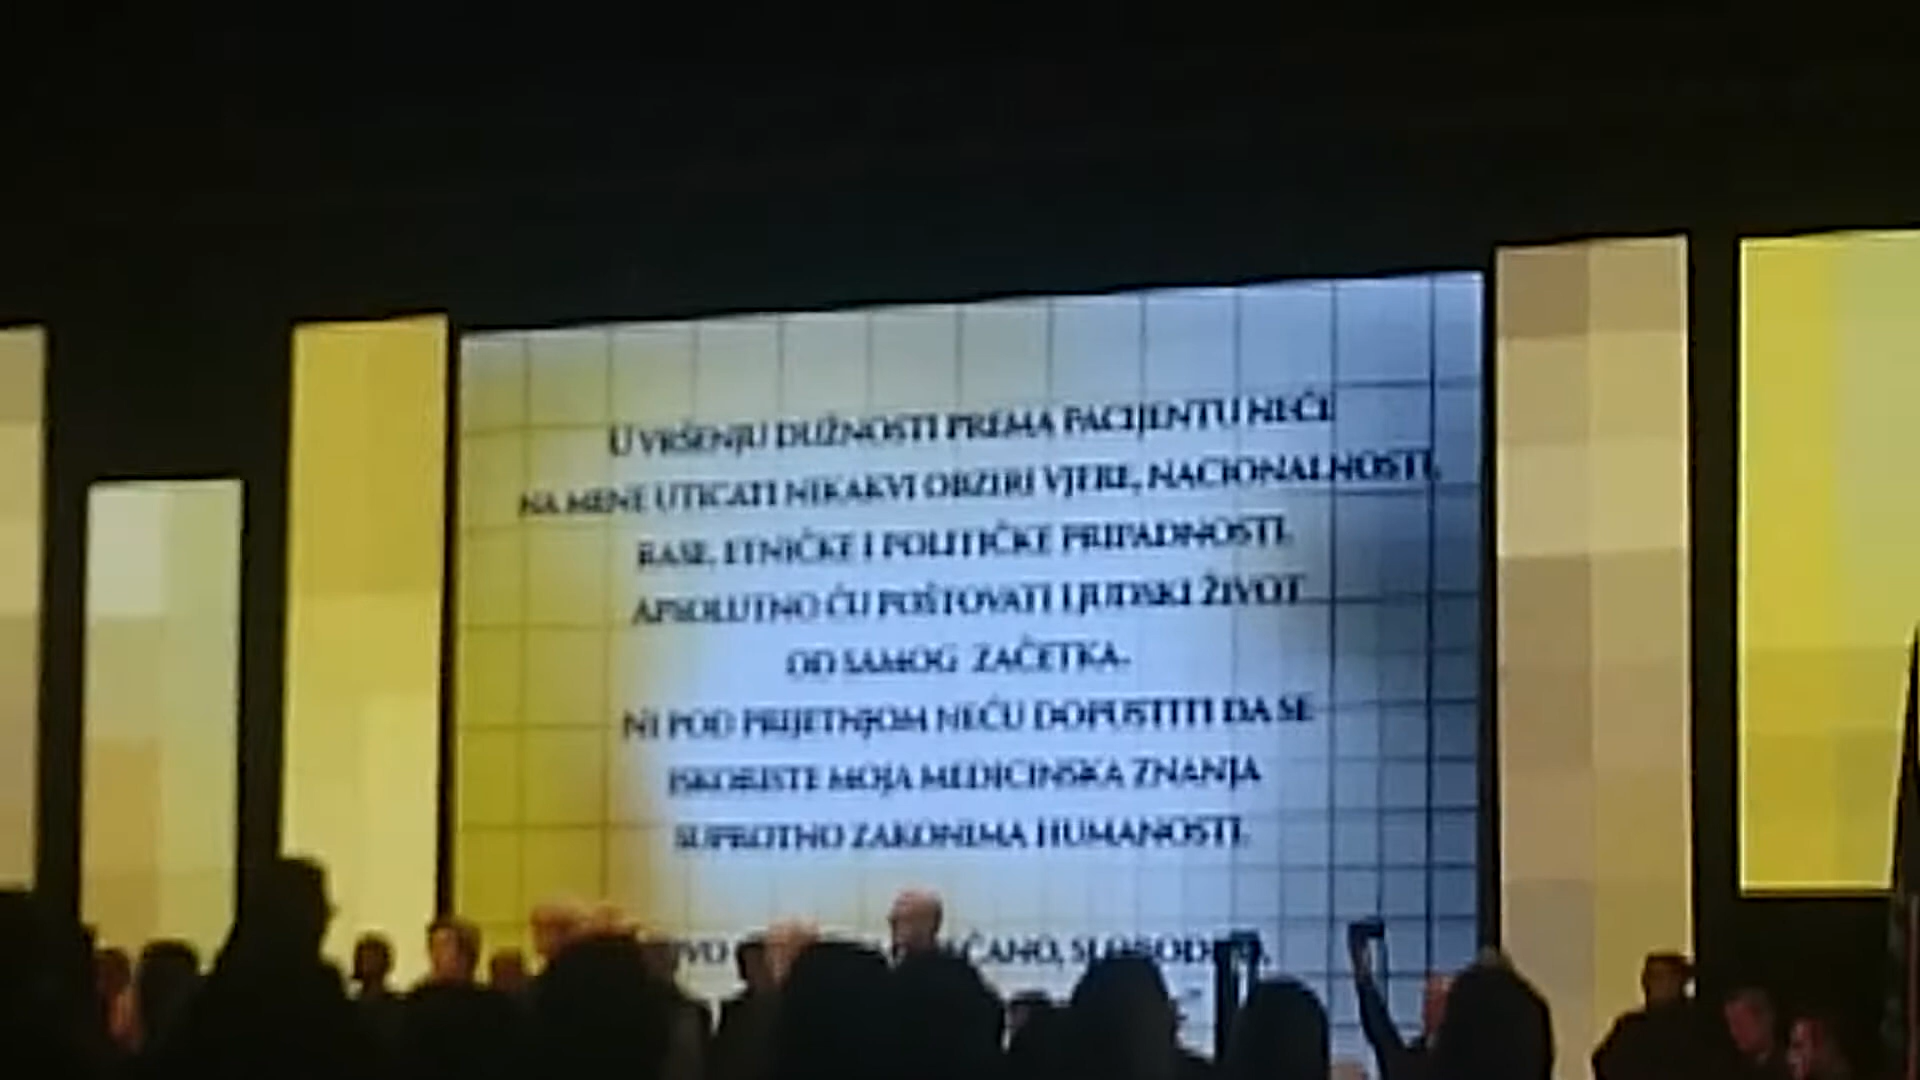 U VRŠENJU DUŽNOSTI PREMA PACIJENTU NEĆE
NA MENE UTICATI NIKAKVI OBZIRI VJERE, NACIONALNOSTI,
RASE, ETNIČKE I POLITIČKE PRIPADNOSTI.
APSOLUTNO ĆU POŠTOVATI LJUDSKI ŽIVOT
OD SAMOG ZAČETKA.
NI POD PRIJETNJOM NEĆU DOPUSTITI DA SE
ISKORISTE MOJA MEDICINSKA ZNANJA
SUPROTNO ZAKONIMA HUMANOSTI.